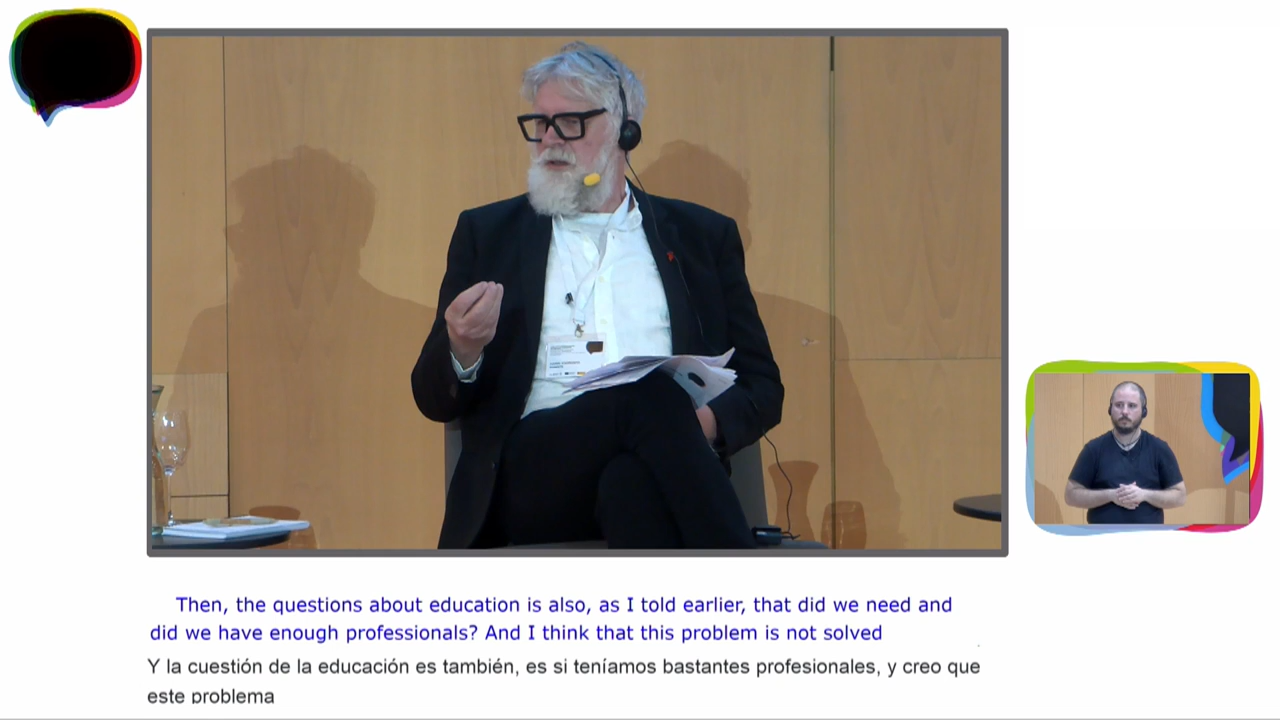 Then, the questions about education is also, as I told earlier, that did we need and
did we have enough professionals? And I think that this problem is not solved
Y la cuestión de la educación es también, es si teníamos bastantes profesionales, y creo que
este problema